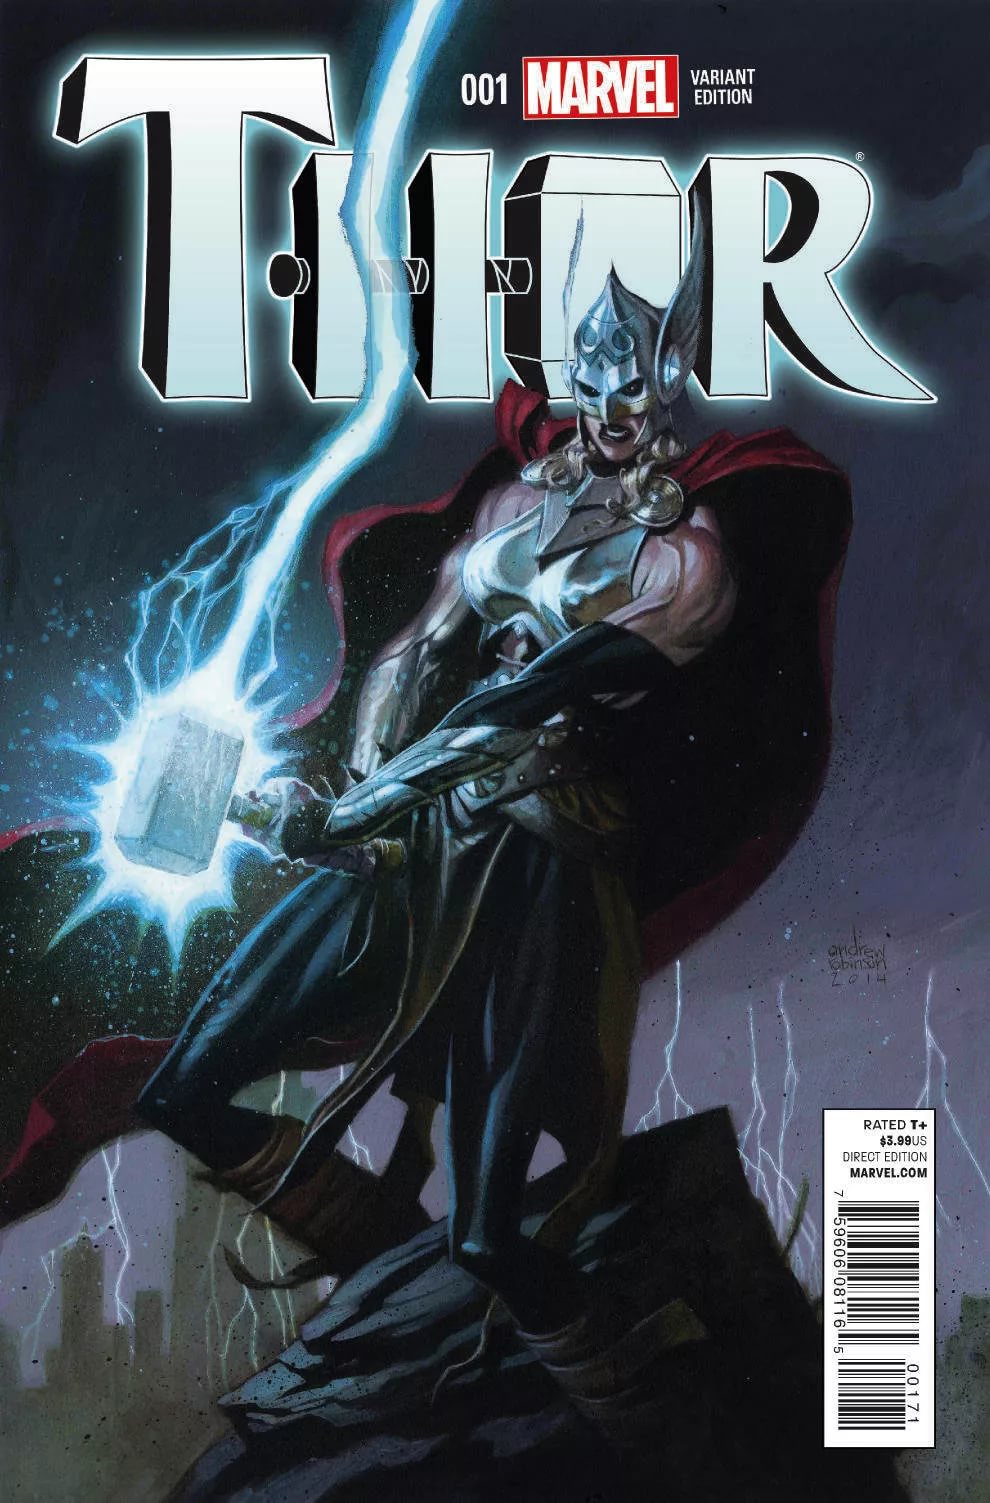 001 MARVEL VARIANT
EDITION
THOR®
andrew
robinson
2014
RATED T+
$3.99US
DIRECT EDITION
MARVEL.COM
7 59606 08116 5
00171